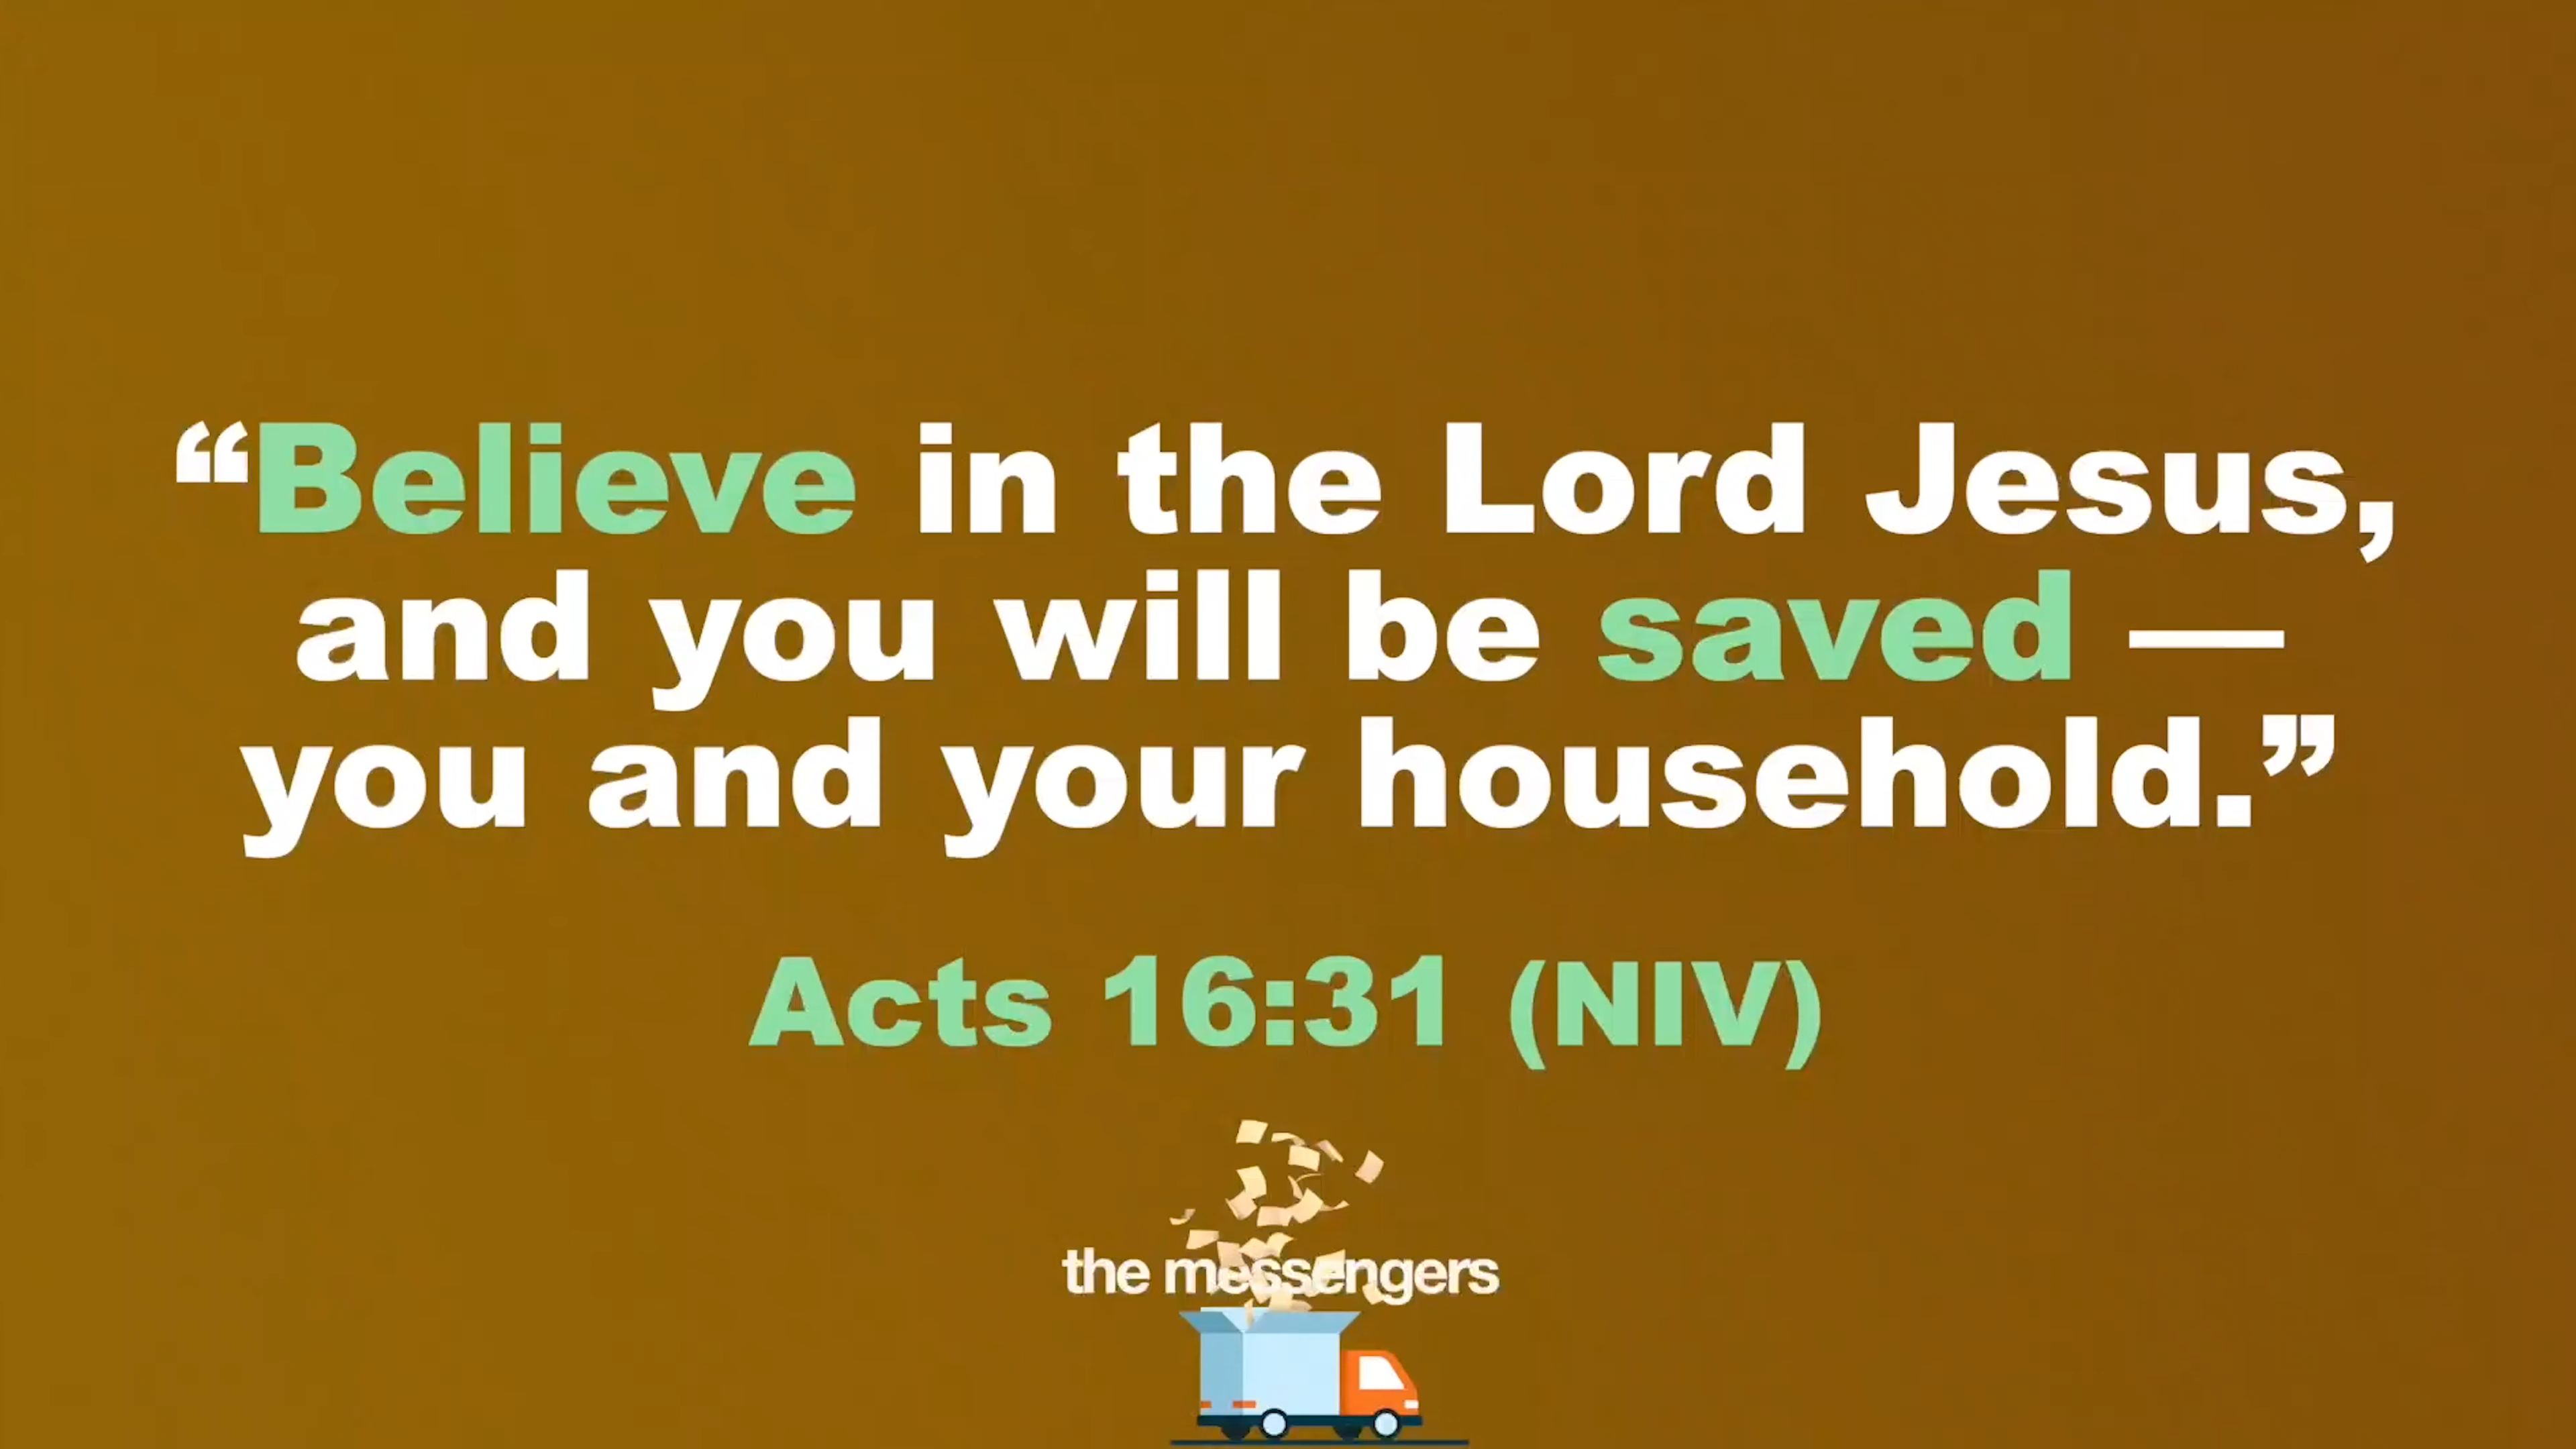 “Believe in the Lord Jesus,
and you will be saved —
you and your household.”
Acts 16:31 (NIV)
the messengers